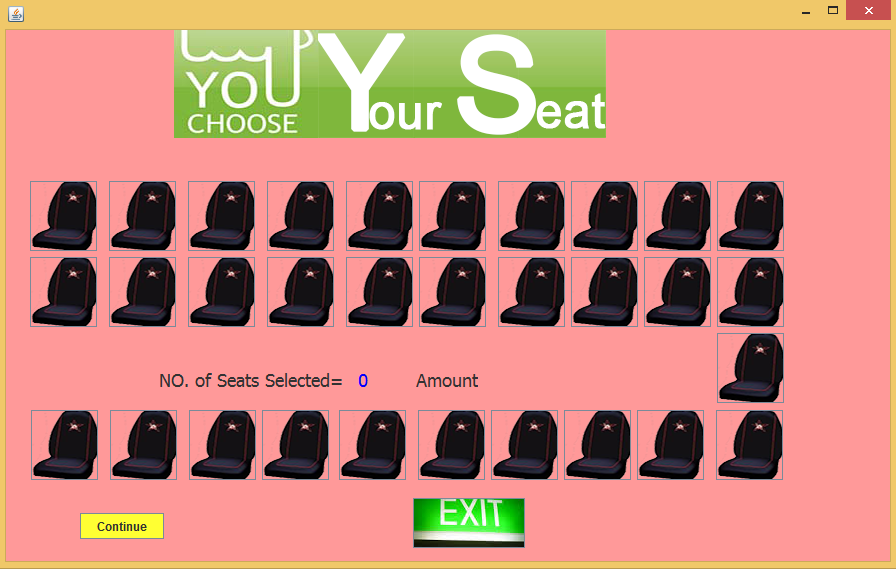 YOU
CHOOSE
Your Seat
NO. of Seats Selected= 0 Amount
Continue
EXIT